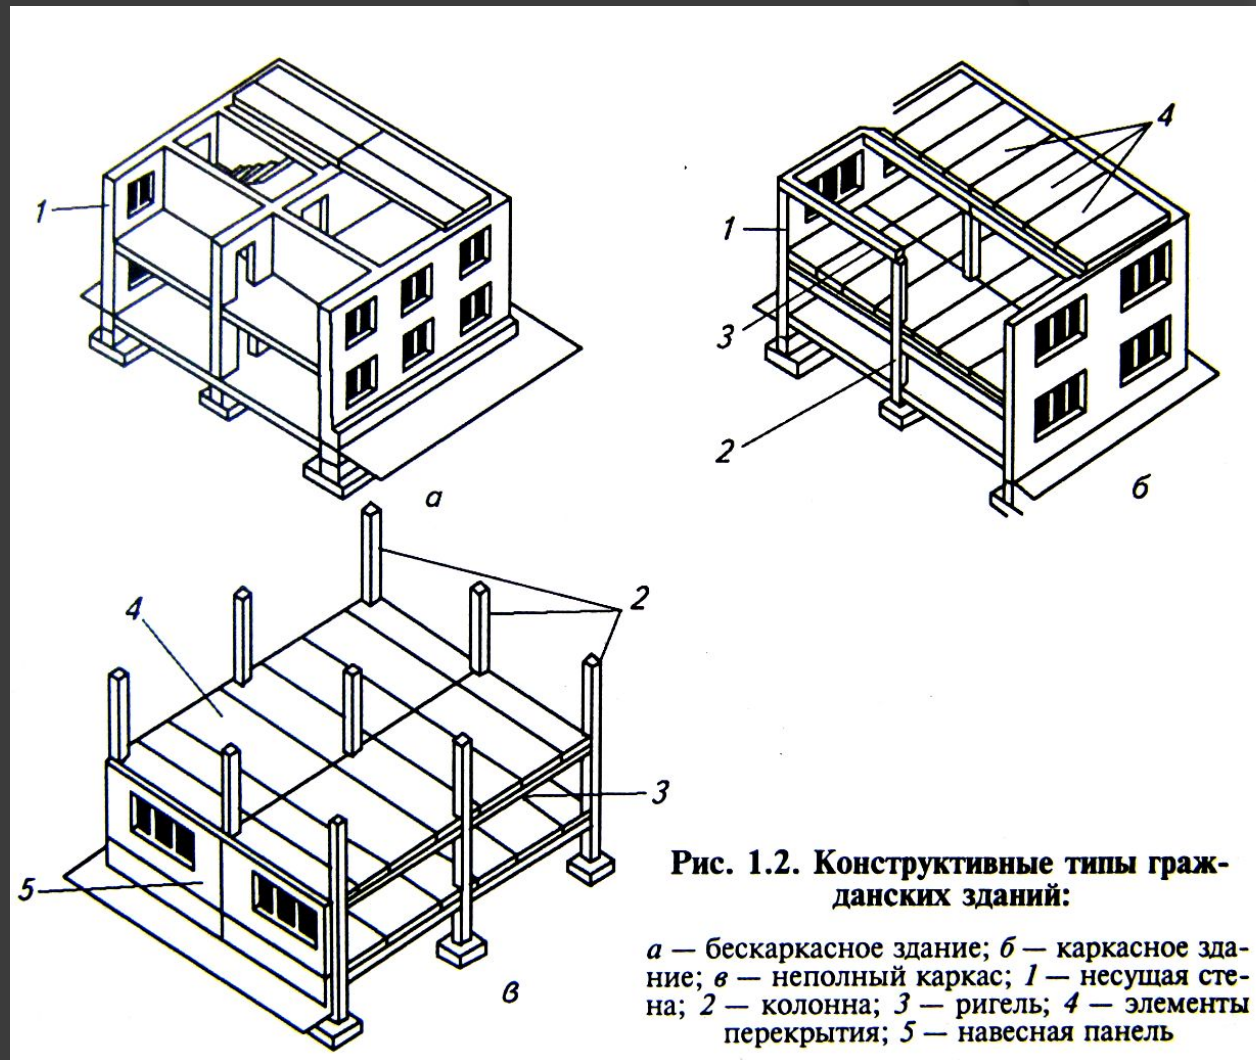 1
а
4
1
3
2
б
4
2
3
5
в
Рис. 1.2. Конструктивные типы граж-
данских зданий:
а — бескаркасное здание; б — каркасное зда-
ние; в — неполный каркас; 1 — несущая сте-
на; 2 — колонна; 3 — ригель; 4 — элементы
перекрытия; 5 — навесная панель